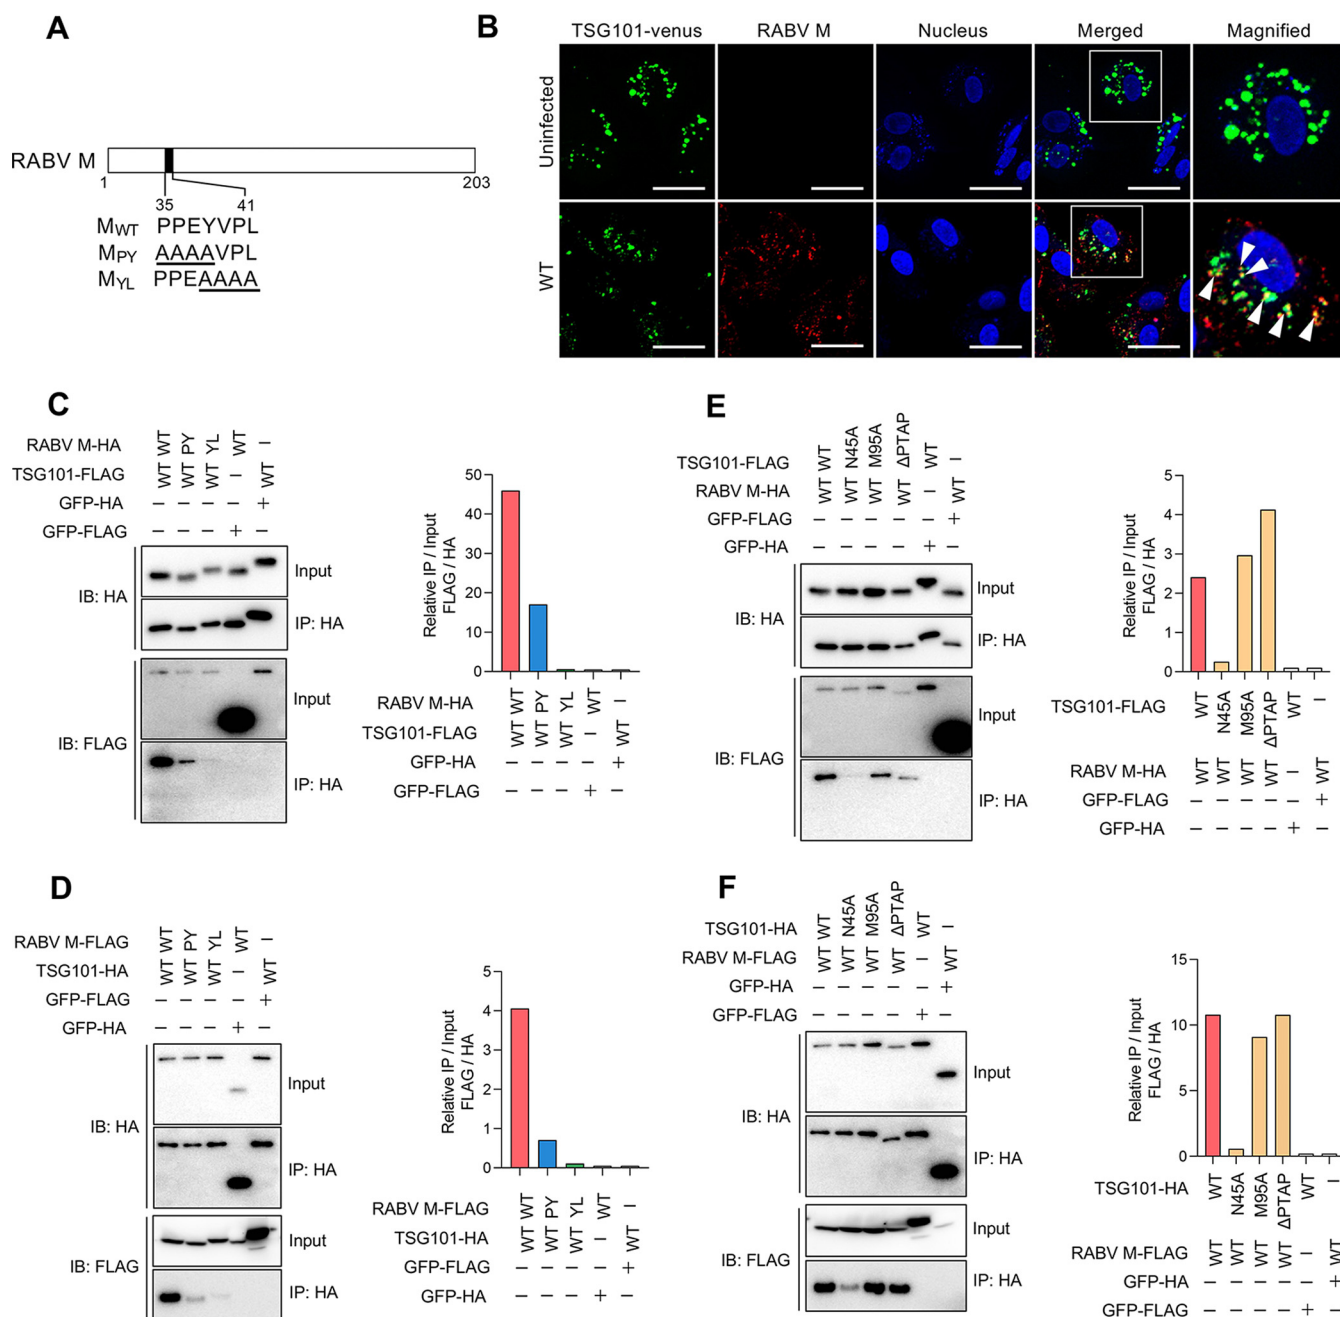 A
RABV M
1
203
35
41
MWT PPEYVPL
MPY AAAAVPL
MYL PPEAAAA
B
TSG101-venus RABV M Nucleus Merged Magnified
Uninfected
WT
C
RABV M-HA WT PY YL WT –
TSG101-FLAG WT WT WT – WT
GFP-HA – – – – +
GFP-FLAG – – – + –
IB: HA
Input
IP: HA
IB: FLAG
Input
IP: HA
Relative IP / Input
FLAG / HA
50
40
30
20
10
0
RABV M-HA WT PY YL WT –
TSG101-FLAG WT WT WT – WT
GFP-HA – – – – +
GFP-FLAG – – – + –
D
RABV M-FLAG WT PY YL WT –
TSG101-HA WT WT WT – WT
GFP-FLAG – – – – +
GFP-HA – – – + –
IB: HA
Input
IP: HA
IB: FLAG
Input
IP: HA
Relative IP / Input
FLAG / HA
5
4
3
2
1
0
RABV M-FLAG WT PY YL WT –
TSG101-HA WT WT WT – WT
GFP-FLAG – – – – +
GFP-HA – – – + –
E
TSG101-FLAG WT N45A M95A ΔPTAP WT –
RABV M-HA WT WT WT WT – WT
GFP-FLAG – – – – – +
GFP-HA – – – – + –
IB: HA
Input
IP: HA
IB: FLAG
Input
IP: HA
Relative IP / Input
FLAG / HA
5
4
3
2
1
0
TSG101-FLAG WT N45A M95A ΔPTAP WT –
RABV M-HA WT WT WT WT – WT
GFP-FLAG – – – – – +
GFP-HA – – – – + –
F
TSG101-HA WT N45A M95A ΔPTAP WT –
RABV M-FLAG WT WT WT WT – WT
GFP-HA – – – – – +
GFP-FLAG – – – – + –
IB: HA
Input
IP: HA
IB: FLAG
Input
IP: HA
Relative IP / Input
FLAG / HA
15
10
5
0
TSG101-HA WT N45A M95A ΔPTAP WT –
RABV M-FLAG WT WT WT WT – WT
GFP-HA – – – – – +
GFP-FLAG – – – – + –